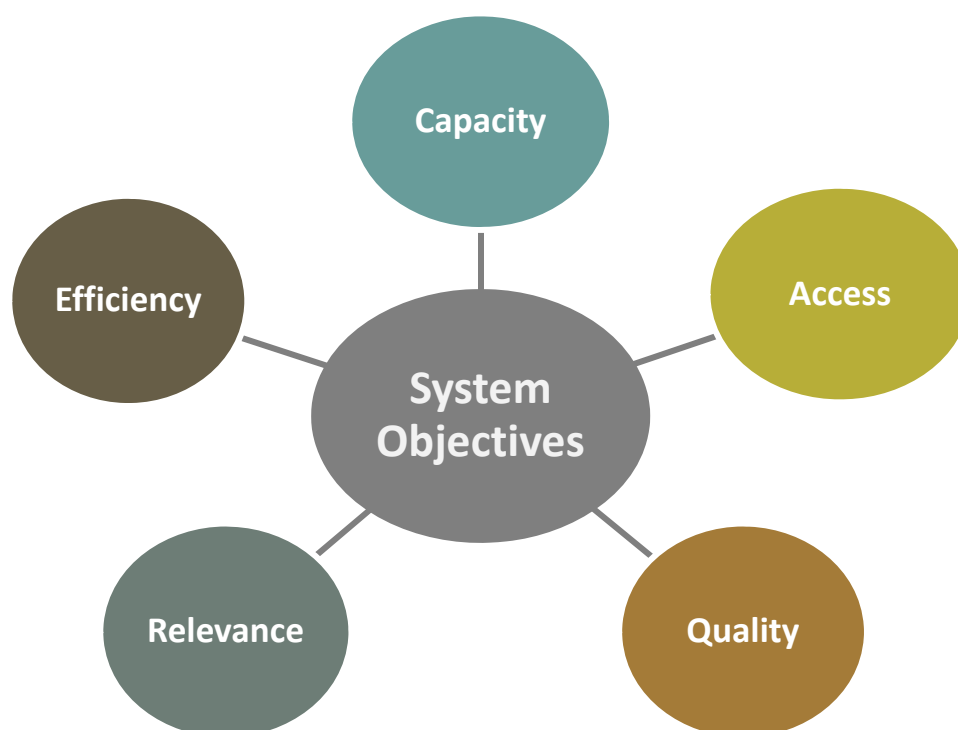 Capacity
Access
Efficiency
System
Objectives
Relevance
Quality